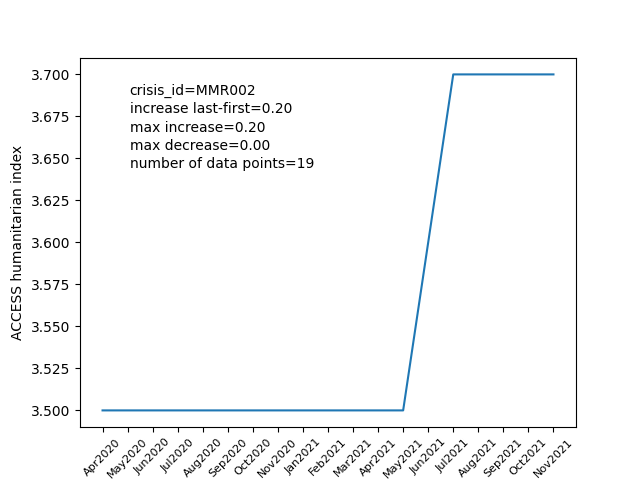 crisis_id=MMR002
increase last-first=0.20
max increase=0.20
max decrease=0.00
number of data points=19
ACCESS humanitarian index
3.700
3.675
3.650
3.625
3.600
3.575
3.550
3.525
3.500
Apr2020
May2020
Jun2020
Jul2020
Aug2020
Sep2020
Oct2020
Nov2020
Jan2021
Feb2021
Mar2021
Apr2021
May2021
Jun2021
Jul2021
Aug2021
Sep2021
Oct2021
Nov2021